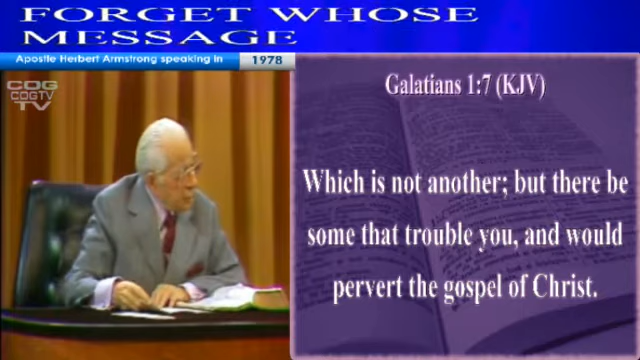 FORGET WHOSE
MESSAGE
Apostle Herbert Armstrong speaking in 1978
COG
COGTV
TV
Galatians 1:7 (KJV)
Which is not another; but there be
some that trouble you, and would
pervert the gospel of Christ.